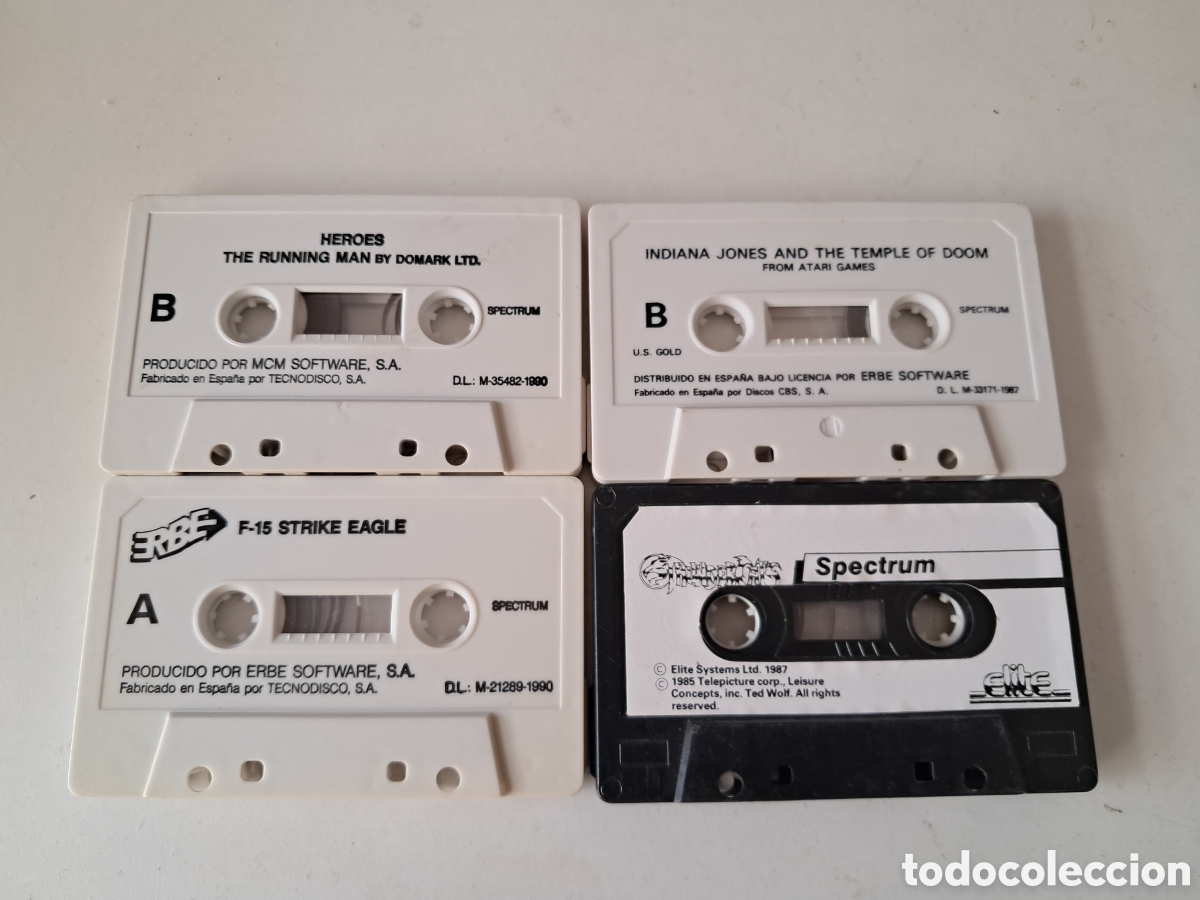 HEROES
THE RUNNING MAN BY DOMARK LTD.
B
SPECTRUM
PRODUCIDO POR MCM SOFTWARE, S.A.
Fabricado en España por TECNODISCO, S.A.
D.L.: M-35482-1990
INDIANA JONES AND THE TEMPLE OF DOOM
FROM ATARI GAMES
B
SPECTRUM
U.S. GOLD
DISTRIBUIDO EN ESPAÑA BAJO LICENCIA POR ERBE SOFTWARE
Fabricado en España por Discos CBS, S. A.
D. L. M-33171-1987
ERBE
F-15 STRIKE EAGLE
A
SPECTRUM
PRODUCIDO POR ERBE SOFTWARE, S.A.
Fabricado en España por TECNODISCO, S.A.
D.L.: M-21289-1990
Thundercats
Spectrum
© Elite Systems Ltd. 1987
© 1985 Telepicture corp., Leisure
Concepts, inc. Ted Wolf. All rights
reserved.
elite
todocoleccion